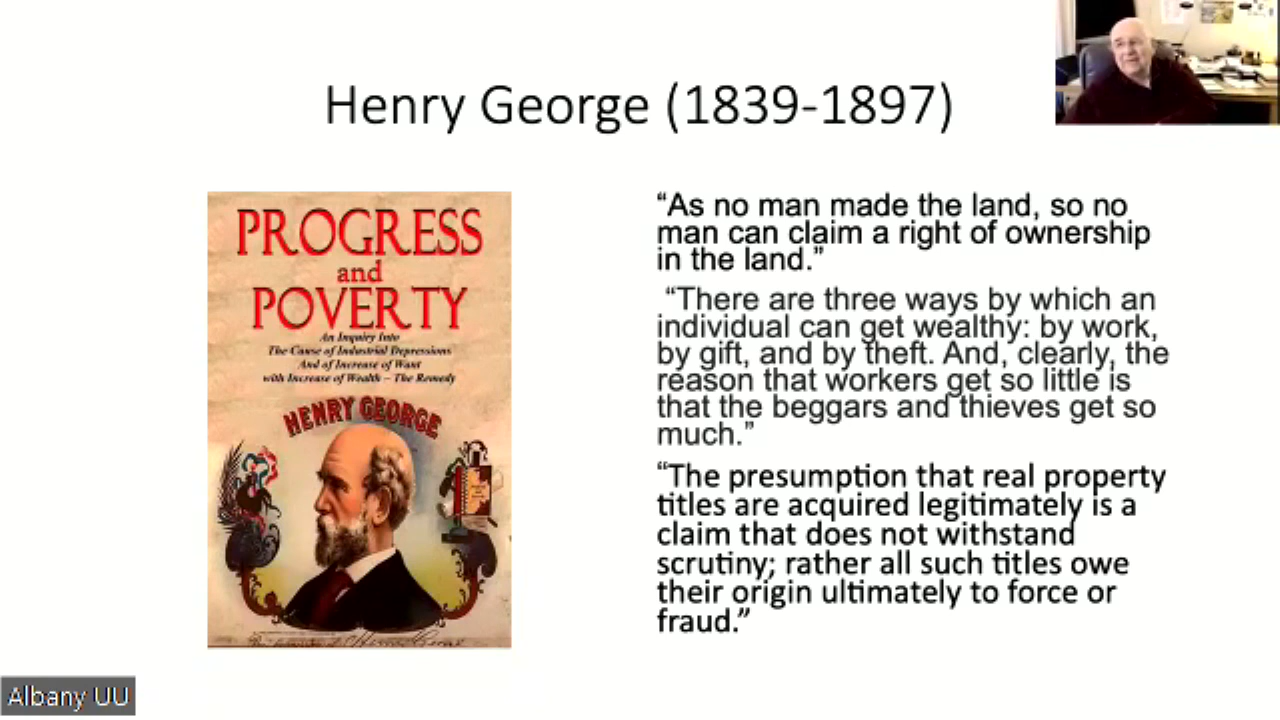 Henry George (1839-1897)
PROGRESS
and
POVERTY
An Inquiry Into
The Cause of Industrial Depressions
And of Increase of Want
with Increase of Wealth – The Remedy
HENRY GEORGE
“As no man made the land, so no
man can claim a right of ownership
in the land.”
“There are three ways by which an
individual can get wealthy: by work,
by gift, and by theft. And, clearly, the
reason that workers get so little is
that the beggars and thieves get so
much.”
“The presumption that real property
titles are acquired legitimately is a
claim that does not withstand
scrutiny; rather all such titles owe
their origin ultimately to force or
fraud.”
Albany UU